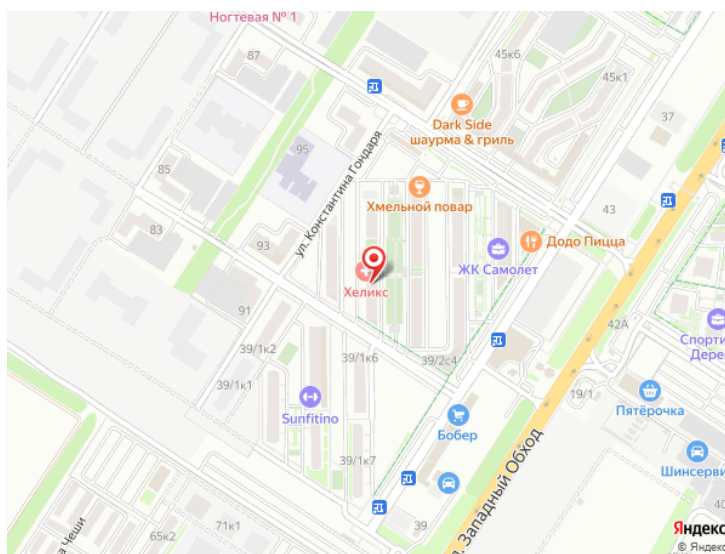 Ногтевая № 1
87
45к6
45к1
Dark Side
шаурма & гриль
37
95
ул. Константина Гондаря
85
Хмельной повар
43
83
93
Додо Пицца
ЖК Самолет
Хеликс
91
42А
39/1к2
39/1к6
39/2с4
39/1к1
19/1
Пятёрочка
Sunfitino
Бобер
Шинсерви
39/1к7
Западный Обход
40
71к1
65к2
39
Чеши
Яндекс
© Яндекс